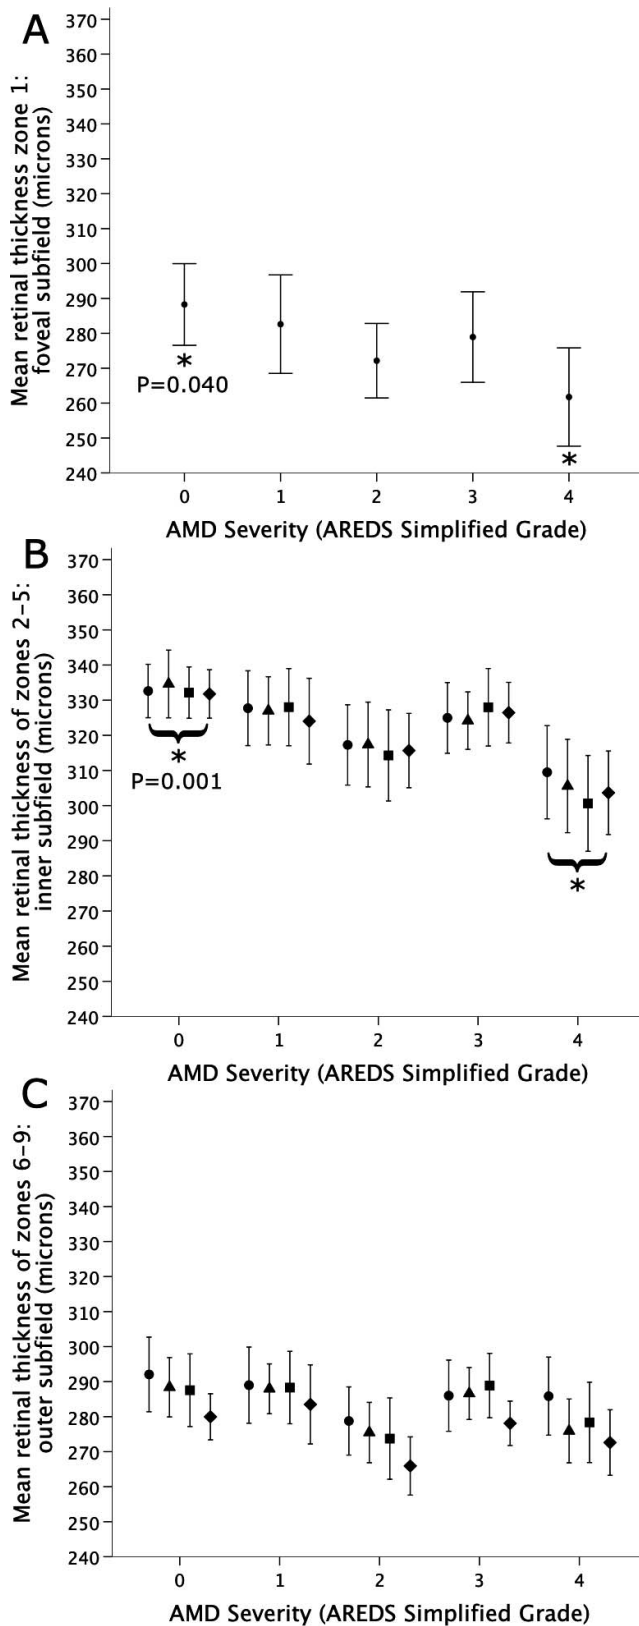 A
Mean retinal thickness zone 1:
foveal subfield (microns)
370
360
350
340
330
320
310
300
290
280
270
260
250
240
*
P=0.040
*
0 1 2 3 4
AMD Severity (AREDS Simplified Grade)
B
Mean retinal thickness of zones 2–5:
inner subfield (microns)
370
360
350
340
330
320
310
300
290
280
270
260
250
240
*
P=0.001
*
0 1 2 3 4
AMD Severity (AREDS Simplified Grade)
C
Mean retinal thickness of zones 6–9:
outer subfield (microns)
370
360
350
340
330
320
310
300
290
280
270
260
250
240
0 1 2 3 4
AMD Severity (AREDS Simplified Grade)